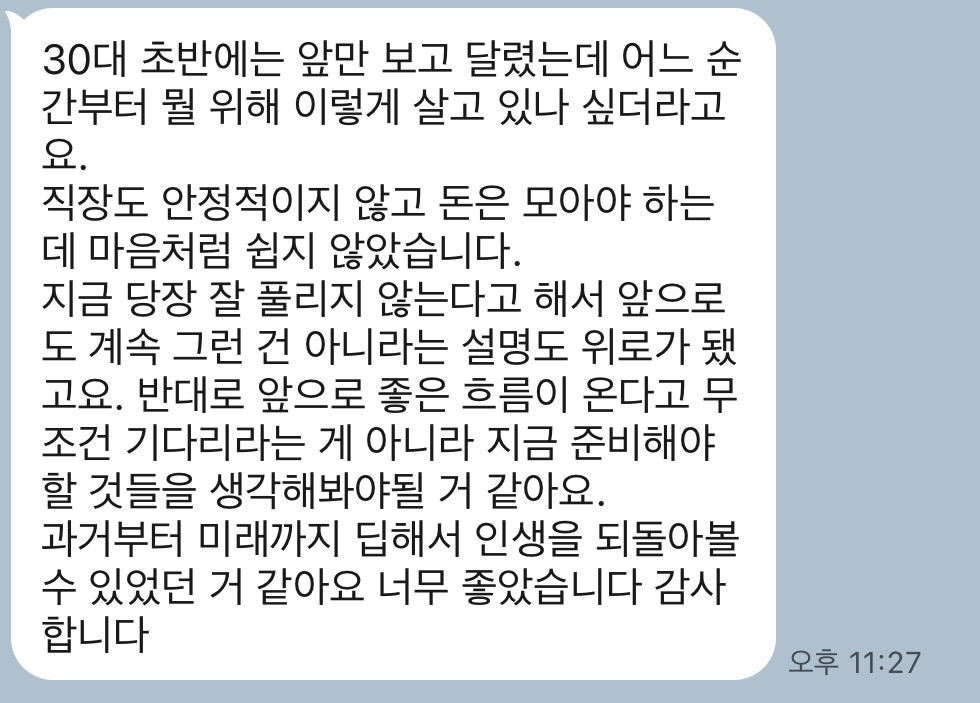 30대 초반에는 앞만 보고 달렸는데 어느 순
간부터 뭘 위해 이렇게 살고 있나 싶더라고
요.
직장도 안정적이지 않고 돈은 모아야 하는
데 마음처럼 쉽지 않았습니다.
지금 당장 잘 풀리지 않는다고 해서 앞으로
도 계속 그런 건 아니라는 설명도 위로가 됐
고요. 반대로 앞으로 좋은 흐름이 온다고 무
조건 기다리라는 게 아니라 지금 준비해야
할 것들을 생각해봐야될 거 같아요.
과거부터 미래까지 딥해서 인생을 되돌아볼
수 있었던 거 같아요 너무 좋았습니다 감사
합니다
오후 11:27